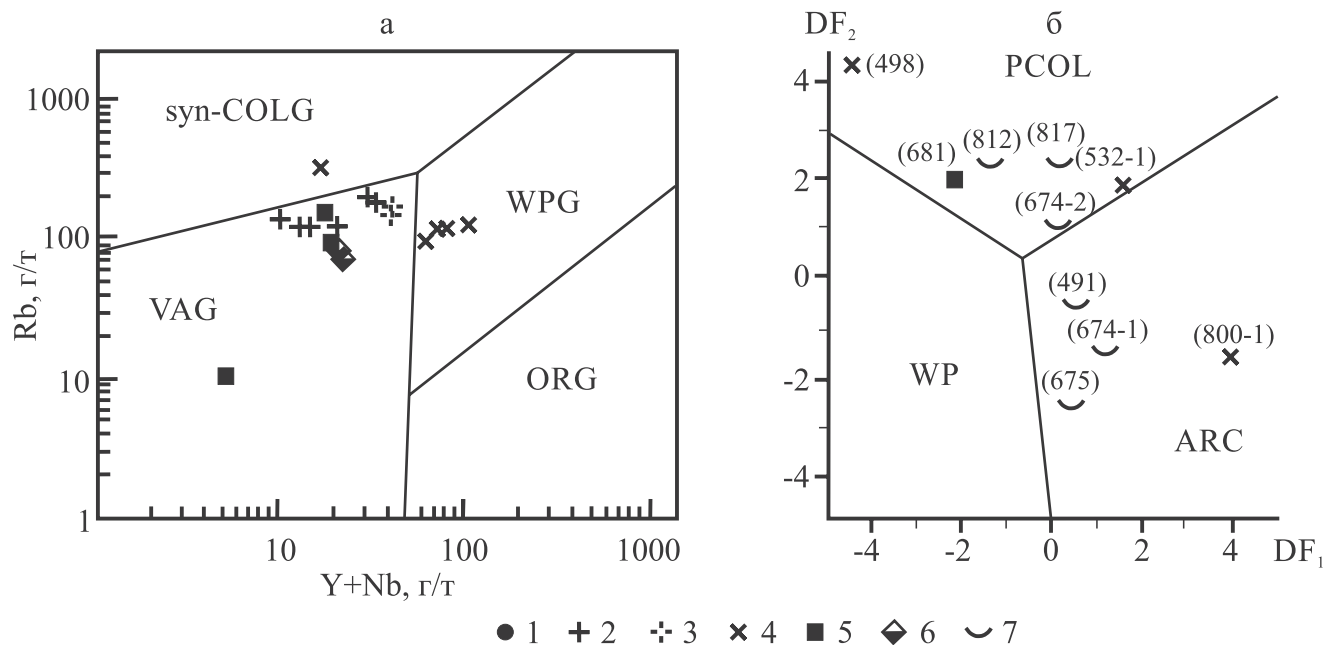 а
1000
100
10
1
Rb, г/т
syn-COLG
WPG
VAG
ORG
10
100
1000
Y+Nb, г/т
б
DF₂
4
2
0
-2
-4
(498)
PCOL
(681)
(812)
(817)
(532-1)
(674-2)
(491)
(674-1)
(800-1)
(675)
WP
ARC
-4
-2
0
2
4
DF₁
1 2 3 4 5 6 7